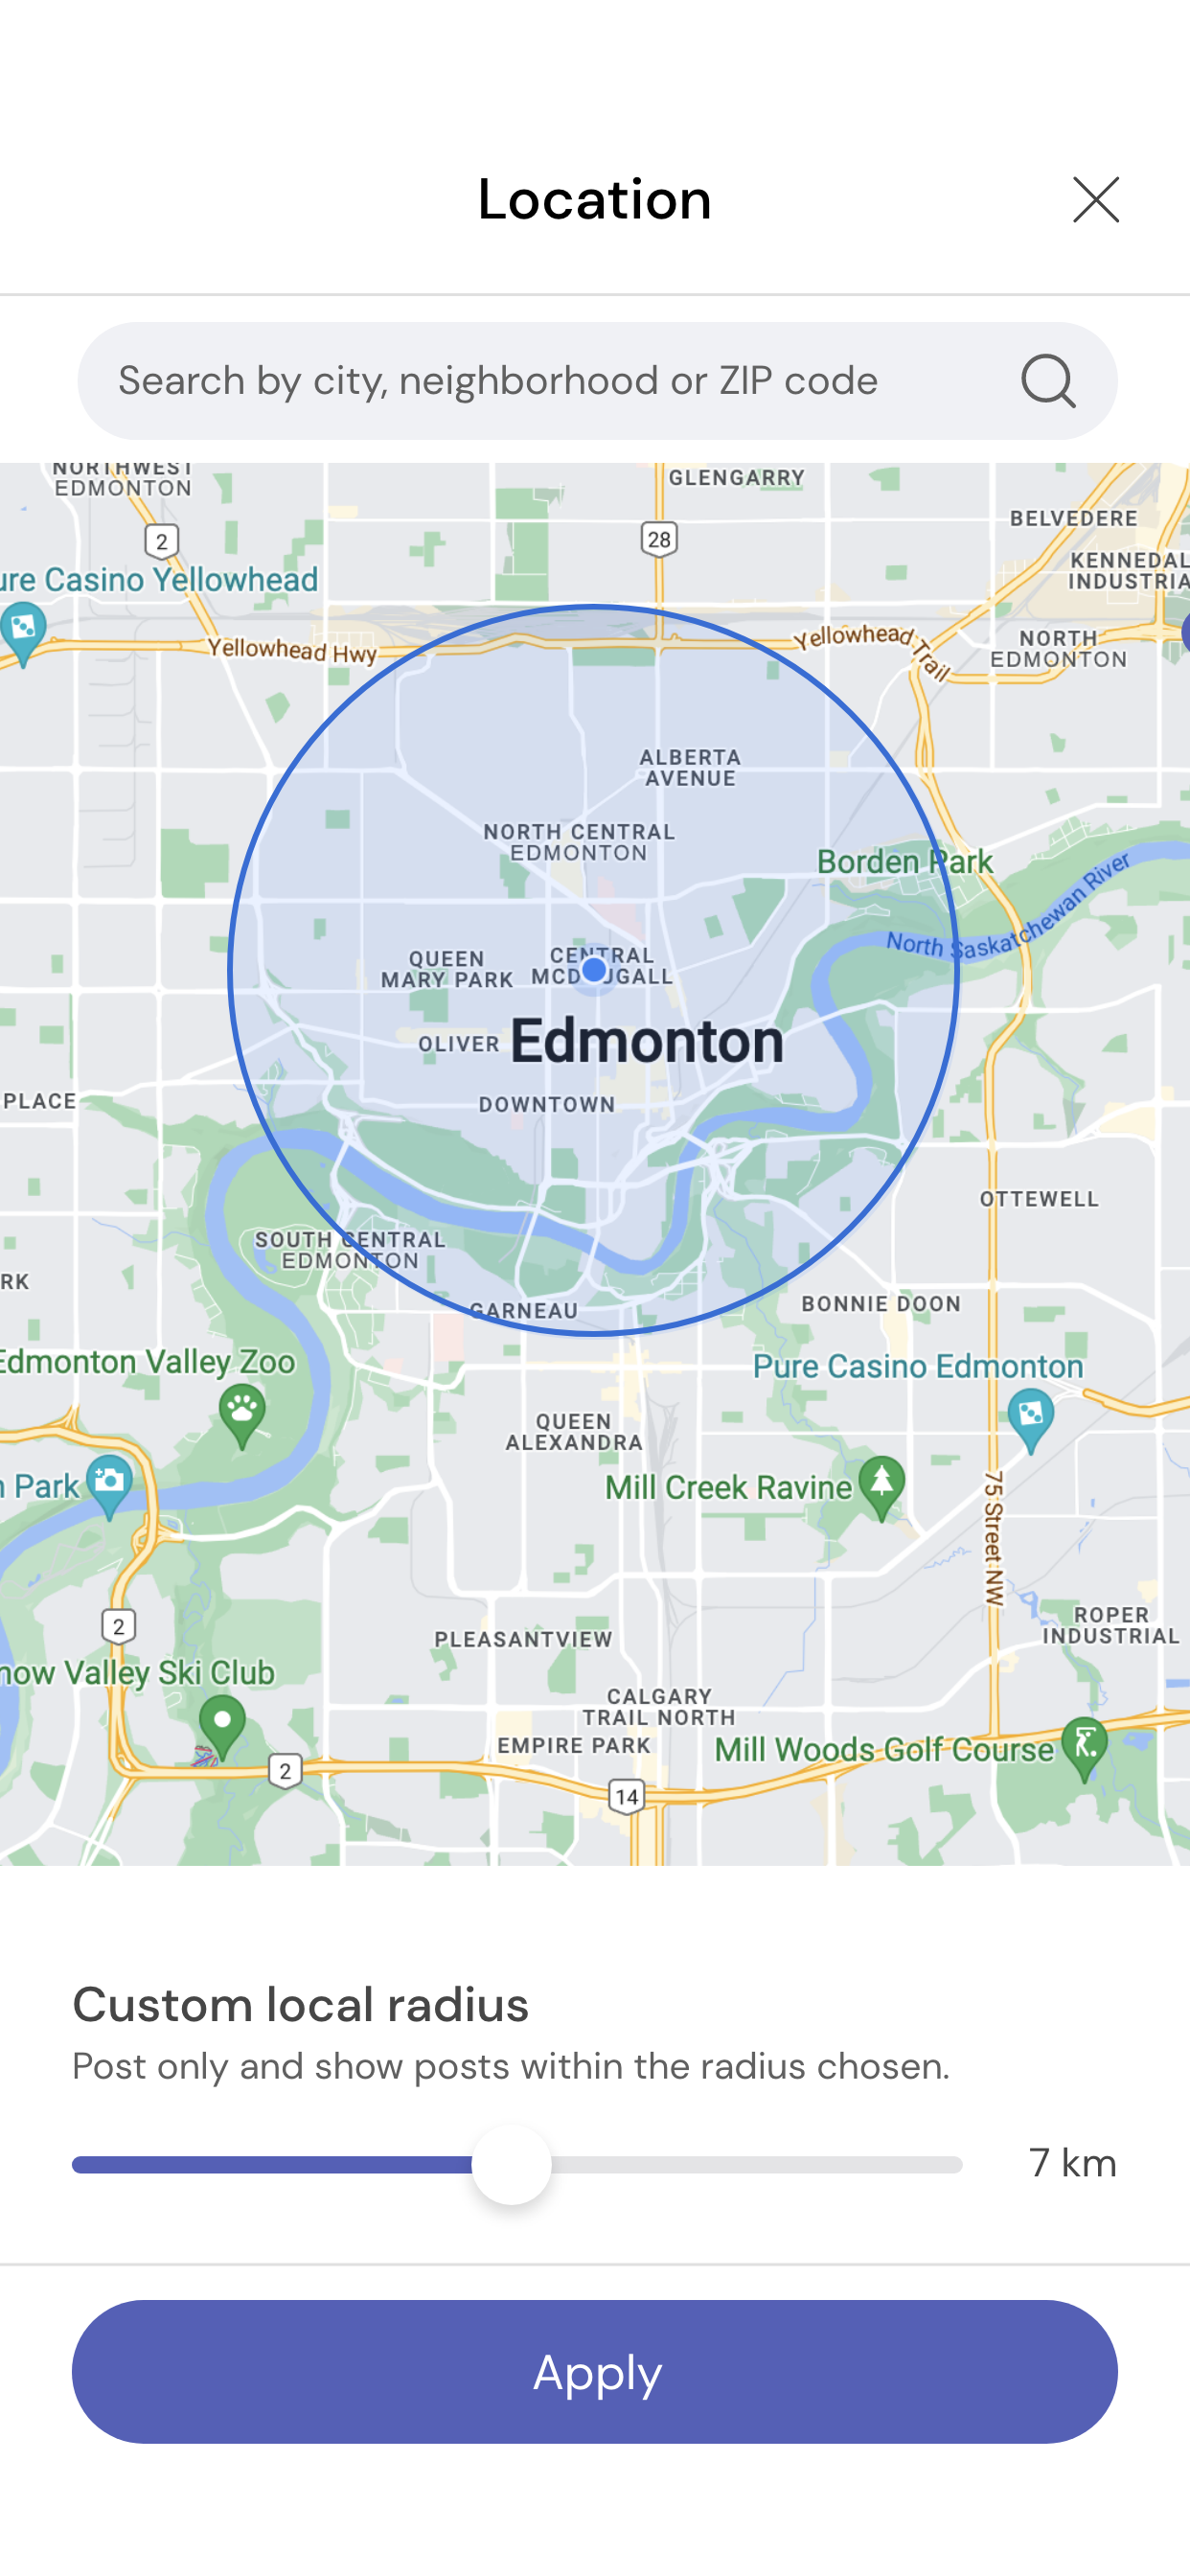 Location
Search by city, neighborhood or ZIP code
NORTHWEST
EDMONTON
GLENGARRY
2
28
BELVEDERE
KENNEDAL
INDUSTRIA
ure Casino Yellowhead
Yellowhead Hwy
Yellowhead Trail
NORTH
EDMONTON
ALBERTA
AVENUE
NORTH CENTRAL
EDMONTON
Borden Park
North Saskatchewan River
QUEEN
MARY PARK
CENTRAL
MCDOUGALL
OLIVER
Edmonton
PLACE
DOWNTOWN
OTTEWELL
SOUTH CENTRAL
EDMONTON
RK
GARNEAU
BONNIE DOON
Edmonton Valley Zoo
Pure Casino Edmonton
QUEEN
ALEXANDRA
n Park
Mill Creek Ravine
75 Street NW
2
PLEASANTVIEW
ROPER
INDUSTRIAL
now Valley Ski Club
CALGARY
TRAIL NORTH
EMPIRE PARK
Mill Woods Golf Course
2
14
Custom local radius
Post only and show posts within the radius chosen.
7 km
Apply